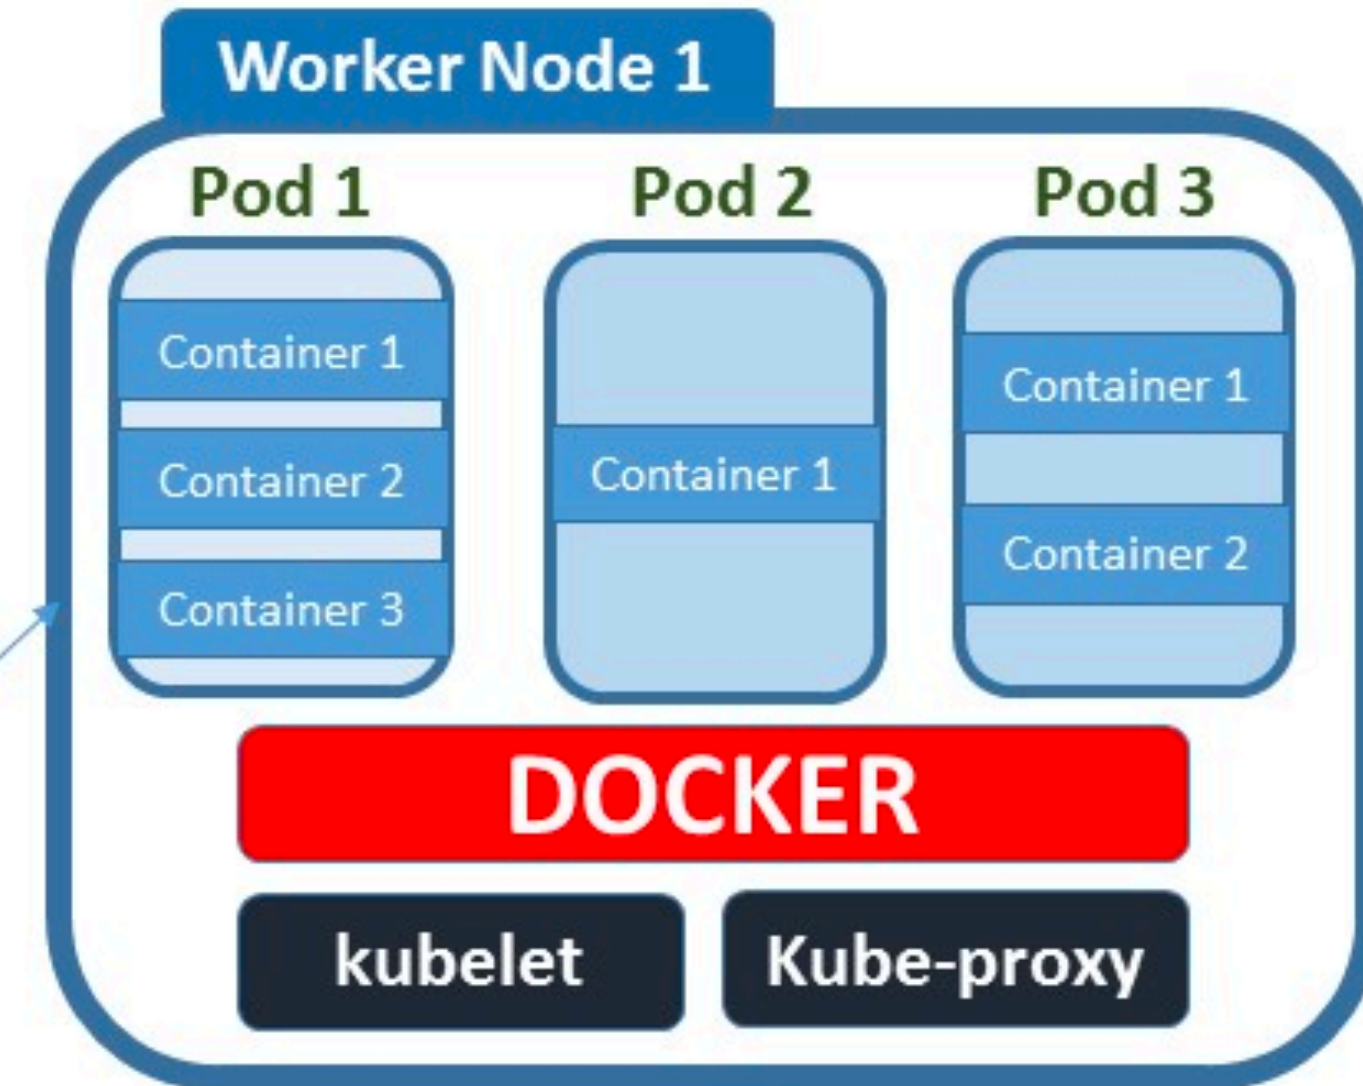 Worker Node 1
Pod 1
Pod 2
Pod 3
Container 1
Container 2
Container 3
Container 1
Container 1
Container 2
DOCKER
kubelet
Kube-proxy